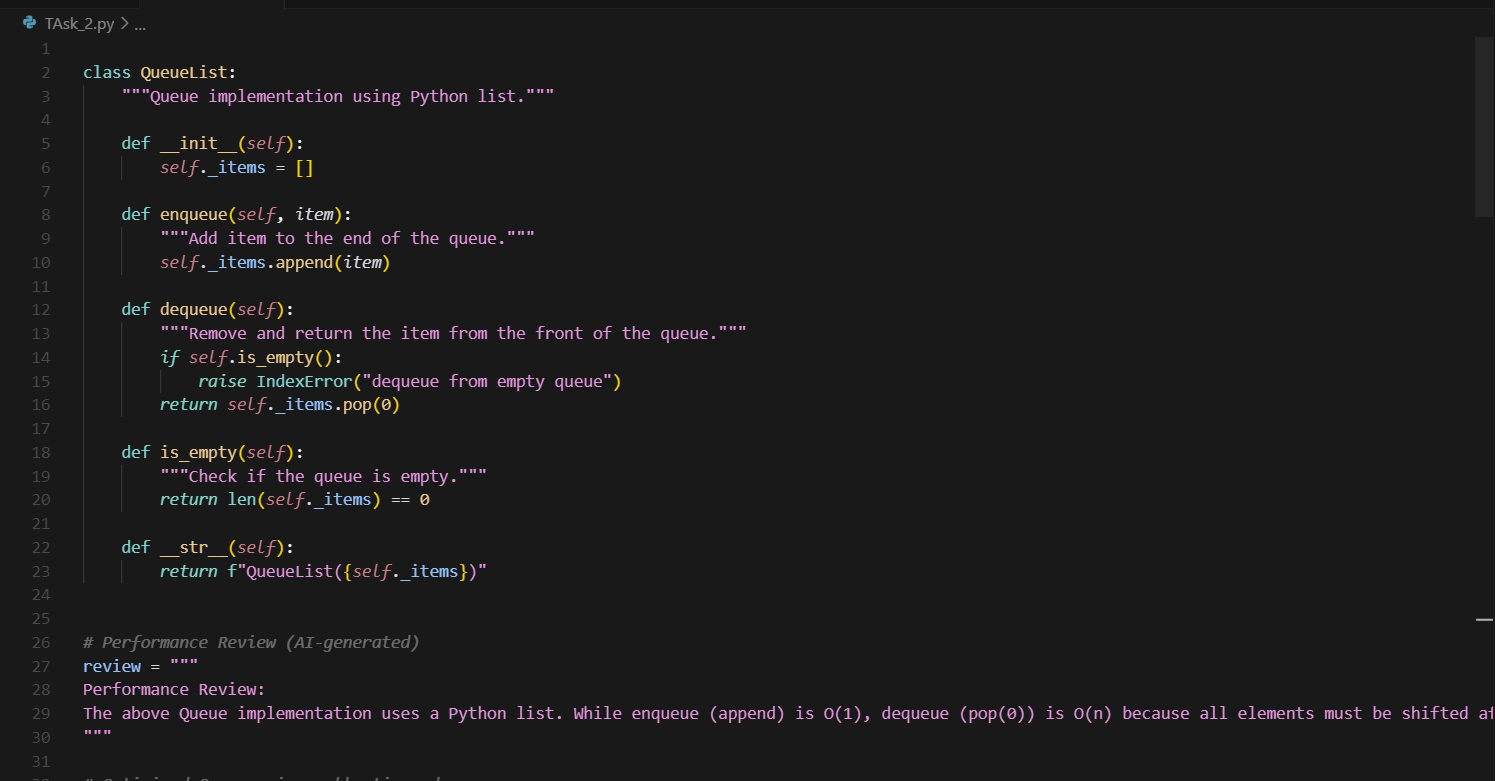 TAsk_2.py > ...
1
2 class QueueList:
3 """Queue implementation using Python list."""
4
5 def __init__(self):
6 self._items = []
7
8 def enqueue(self, item):
9 """Add item to the end of the queue."""
10 self._items.append(item)
11
12 def dequeue(self):
13 """Remove and return the item from the front of the queue."""
14 if self.is_empty():
15 raise IndexError("dequeue from empty queue")
16 return self._items.pop(0)
17
18 def is_empty(self):
19 """Check if the queue is empty."""
20 return len(self._items) == 0
21
22 def __str__(self):
23 return f"QueueList({self._items})"
24
25
26 # Performance Review (AI-generated)
27 review = """
28 Performance Review:
29 The above Queue implementation uses a Python list. While enqueue (append) is O(1), dequeue (pop(0)) is O(n) because all elements must be shifted
30 """
31